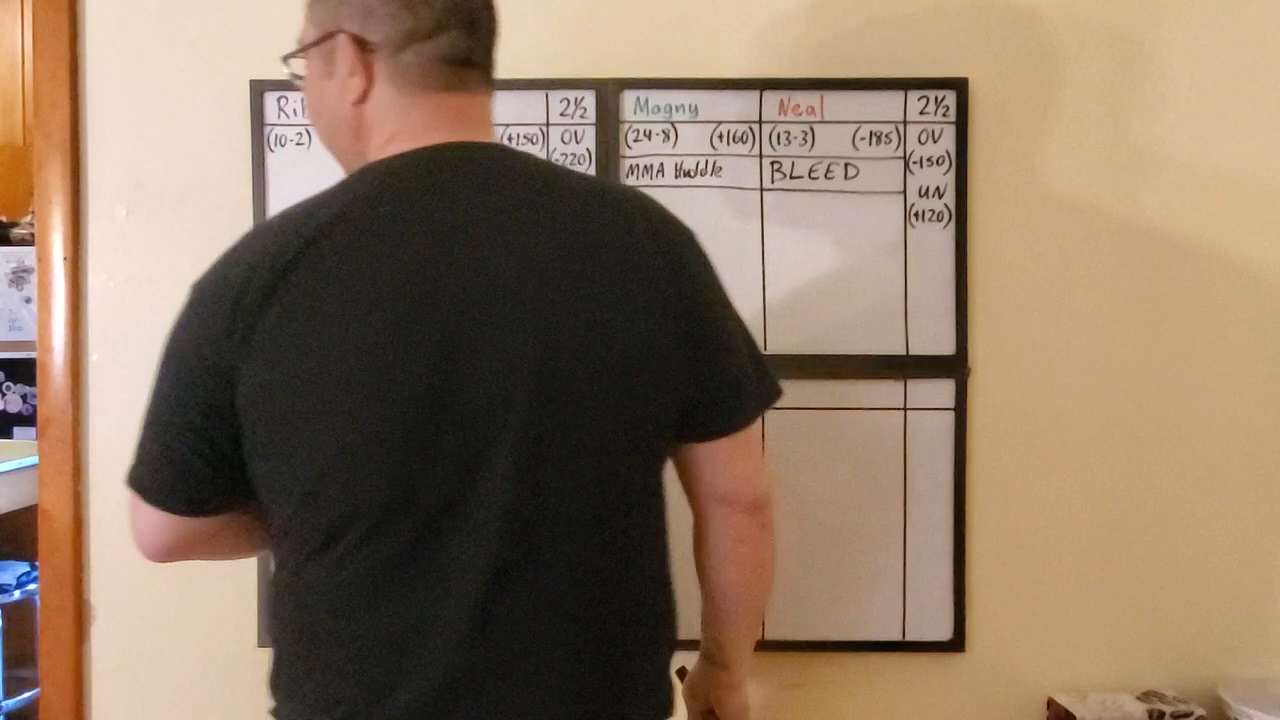 2½
(10-2) (+150) OV
(-220)
Magny Neal 2½
(24-8) (+160) (13-3) (-185) OV
MMA Huddle BLEED (-150)
UN
(+120)